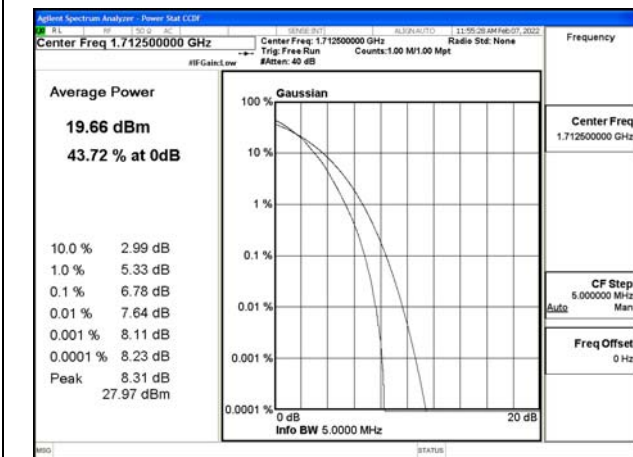 Agilent Spectrum Analyzer - Power Stat CCDF
RL RF 50 Ω AC SENSE:INT ALIGN AUTO 11:55:28 AM Feb 07, 2022
Center Freq 1.712500000 GHz
Center Freq: 1.712500000 GHz Radio Std: None
Trig: Free Run Counts:1.00 M/1.00 Mpt
#IFGain:Low #Atten: 40 dB
Frequency
Average Power
19.66 dBm
43.72 % at 0dB
10.0 % 2.99 dB
1.0 % 5.33 dB
0.1 % 6.78 dB
0.01 % 7.64 dB
0.001 % 8.11 dB
0.0001 % 8.23 dB
Peak 8.31 dB
27.97 dBm
Gaussian
100 %
10 %
1 %
0.1 %
0.01 %
0.001 %
0.0001 %
0 dB 20 dB
Info BW 5.0000 MHz
Center Freq
1.712500000 GHz
CF Step
5.000000 MHz
Auto Man
Freq Offset
0 Hz
MSG STATUS